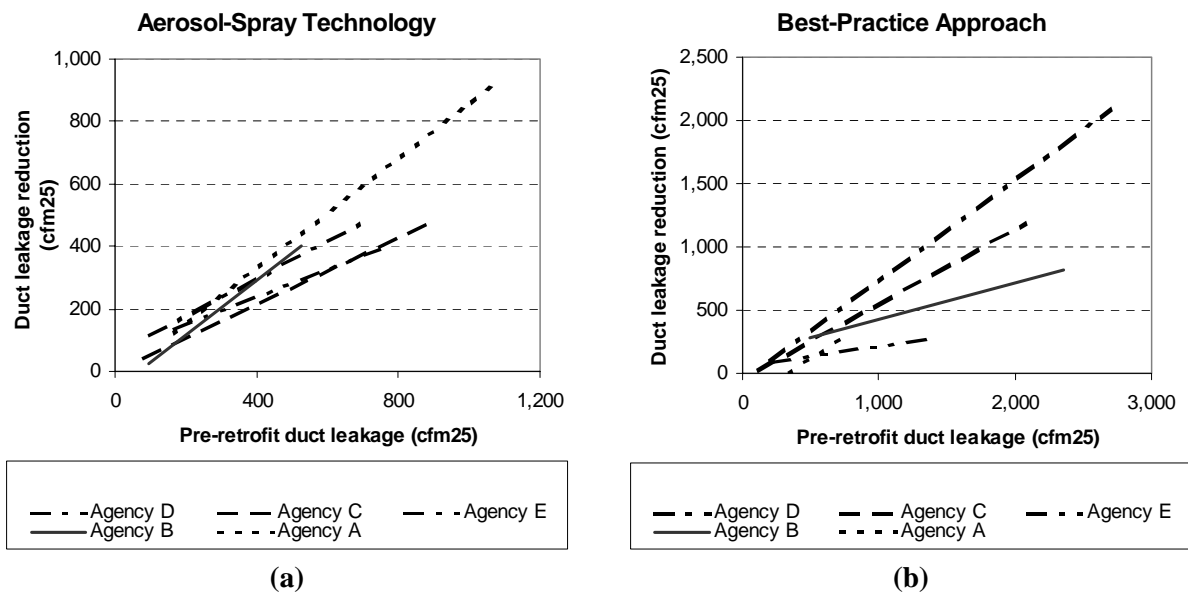 Aerosol-Spray Technology
Duct leakage reduction
(cfm25)
1,000
800
600
400
200
0
0 400 800 1,200
Pre-retrofit duct leakage (cfm25)
Agency D Agency C Agency E
Agency B Agency A
(a)
Best-Practice Approach
Duct leakage reduction (cfm25)
2,500
2,000
1,500
1,000
500
0
0 1,000 2,000 3,000
Pre-retrofit duct leakage (cfm25)
Agency D Agency C Agency E
Agency B Agency A
(b)